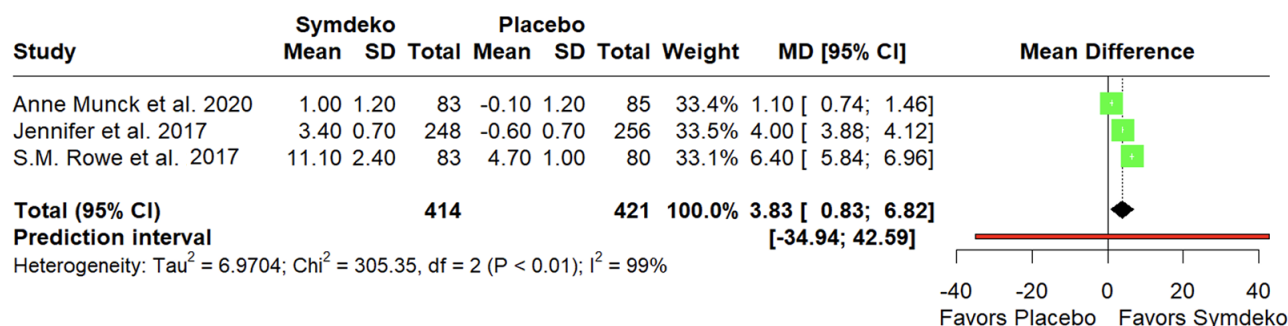 Symdeko Placebo
Study Mean SD Total Mean SD Total Weight MD [95% CI] Mean Difference
Anne Munck et al. 2020 1.00 1.20 83 -0.10 1.20 85 33.4% 1.10 [ 0.74; 1.46]
Jennifer et al. 2017 3.40 0.70 248 -0.60 0.70 256 33.5% 4.00 [ 3.88; 4.12]
S.M. Rowe et al. 2017 11.10 2.40 83 4.70 1.00 80 33.1% 6.40 [ 5.84; 6.96]
Total (95% CI) 414 421 100.0% 3.83 [ 0.83; 6.82]
Prediction interval [-34.94; 42.59]
Heterogeneity: Tau² = 6.9704; Chi² = 305.35, df = 2 (P < 0.01); I² = 99%
-40 -20 0 20 40
Favors Placebo Favors Symdeko